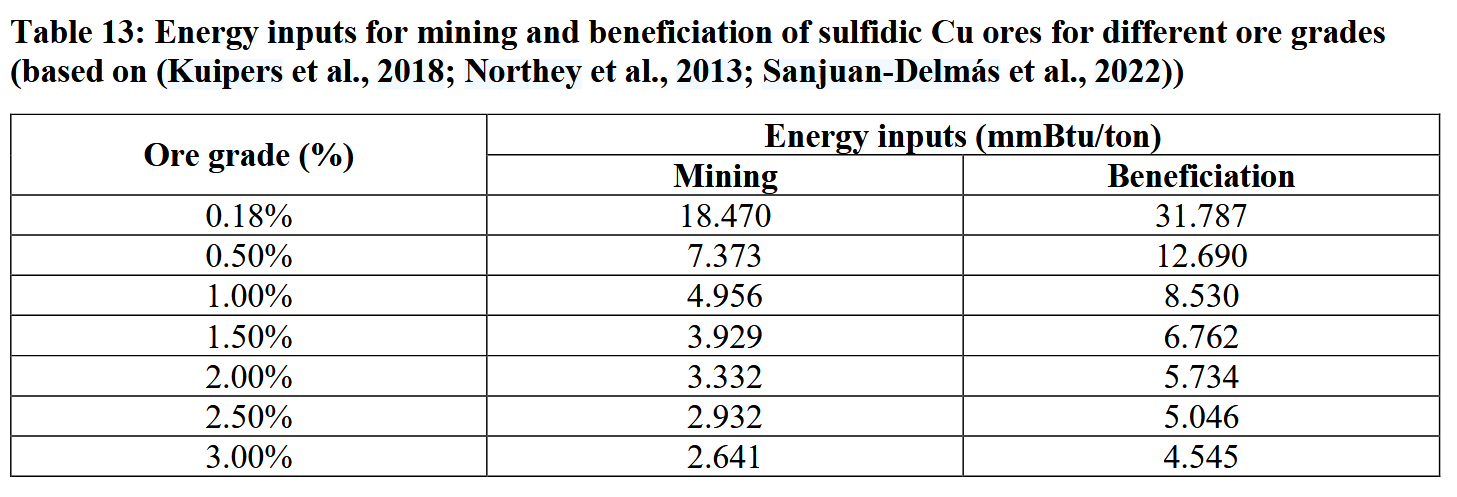 Table 13: Energy inputs for mining and beneficiation of sulfidic Cu ores for different ore grades
(based on (Kuipers et al., 2018; Northey et al., 2013; Sanjuan-Delmás et al., 2022))
Ore grade (%) Energy inputs (mmBtu/ton)
Mining Beneficiation
0.18% 18.470 31.787
0.50% 7.373 12.690
1.00% 4.956 8.530
1.50% 3.929 6.762
2.00% 3.332 5.734
2.50% 2.932 5.046
3.00% 2.641 4.545